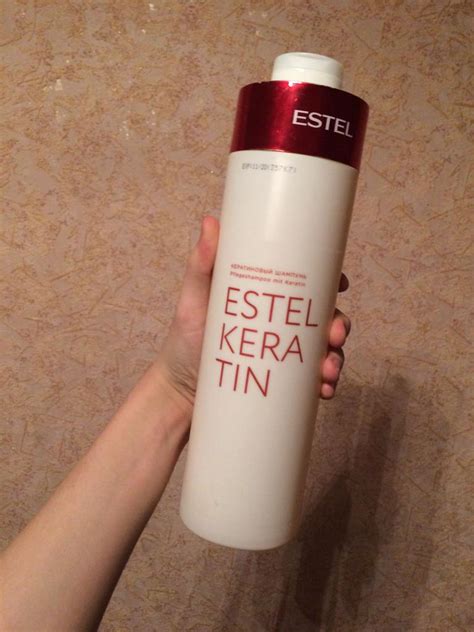 ESTEL
КЕРАТИНОВЫЙ ШАМПУНЬ
Pflegeshampoo mit Keratin
ESTEL
KERA
TIN